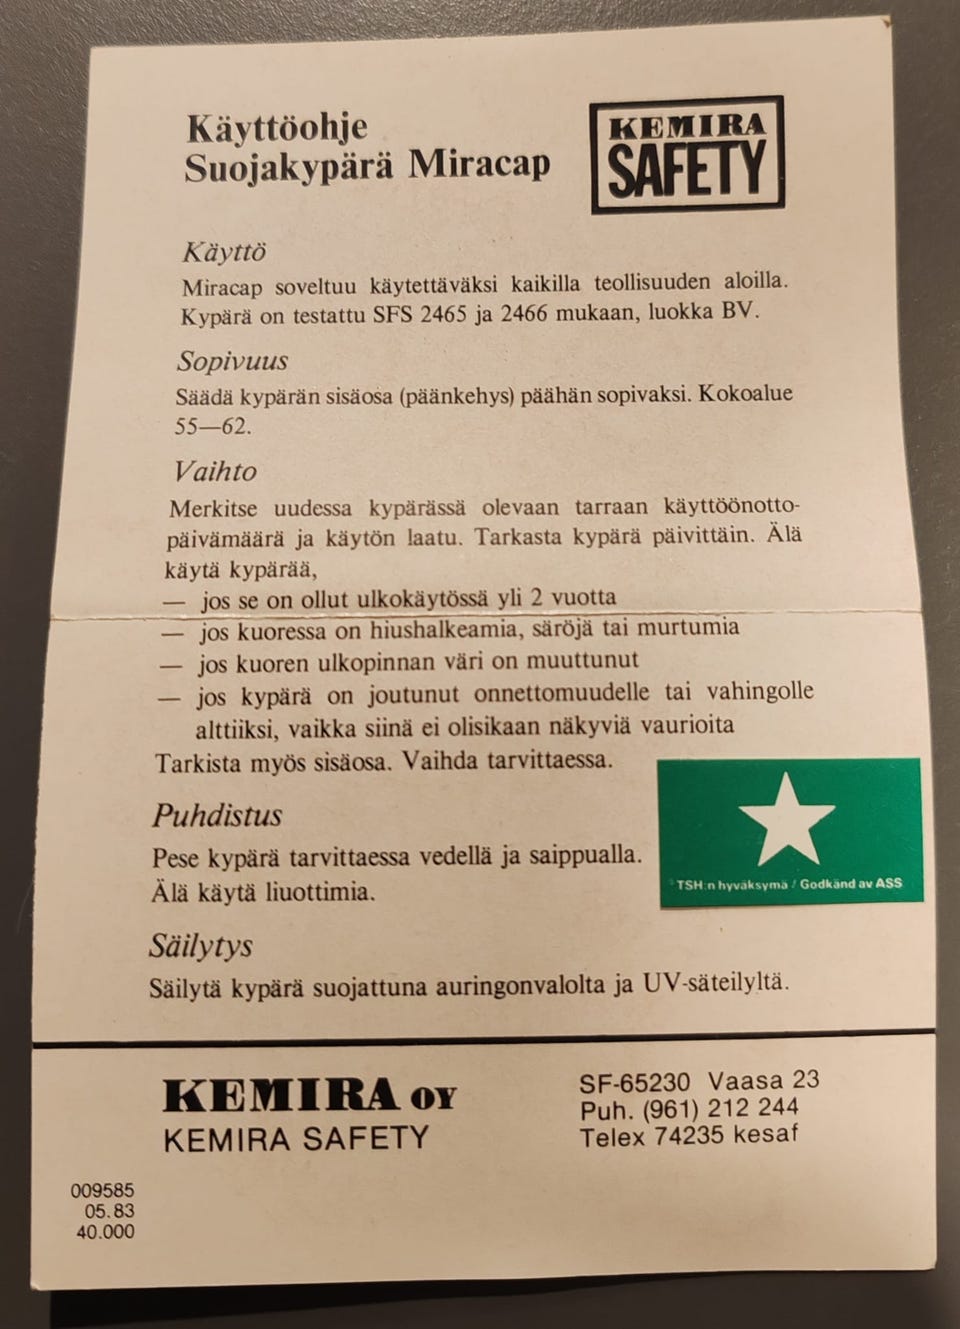 Käyttöohje
Suojakypärä Miracap
KEMIRA
SAFETY
Käyttö
Miracap soveltuu käytettäväksi kaikilla teollisuuden aloilla.
Kypärä on testattu SFS 2465 ja 2466 mukaan, luokka BV.
Sopivuus
Säädä kypärän sisäosa (päänkehys) päähän sopivaksi. Kokoalue
55—62.
Vaihto
Merkitse uudessa kypärässä olevaan tarraan käyttöönotto-
päivämäärä ja käytön laatu. Tarkasta kypärä päivittäin. Älä
käytä kypärää,
— jos se on ollut ulkokäytössä yli 2 vuotta
— jos kuoressa on hiushalkeamia, säröjä tai murtumia
— jos kuoren ulkopinnan väri on muuttunut
— jos kypärä on joutunut onnettomuudelle tai vahingolle
alttiiksi, vaikka siinä ei olisikaan näkyviä vaurioita
Tarkista myös sisäosa. Vaihda tarvittaessa.
Puhdistus
Pese kypärä tarvittaessa vedellä ja saippualla.
Älä käytä liuottimia.
TSH:n hyväksymä / Godkänd av ASS
Säilytys
Säilytä kypärä suojattuna auringonvalolta ja UV-säteilyltä.
KEMIRA OY
KEMIRA SAFETY
SF-65230 Vaasa 23
Puh. (961) 212 244
Telex 74235 kesaf
009585
05.83
40.000